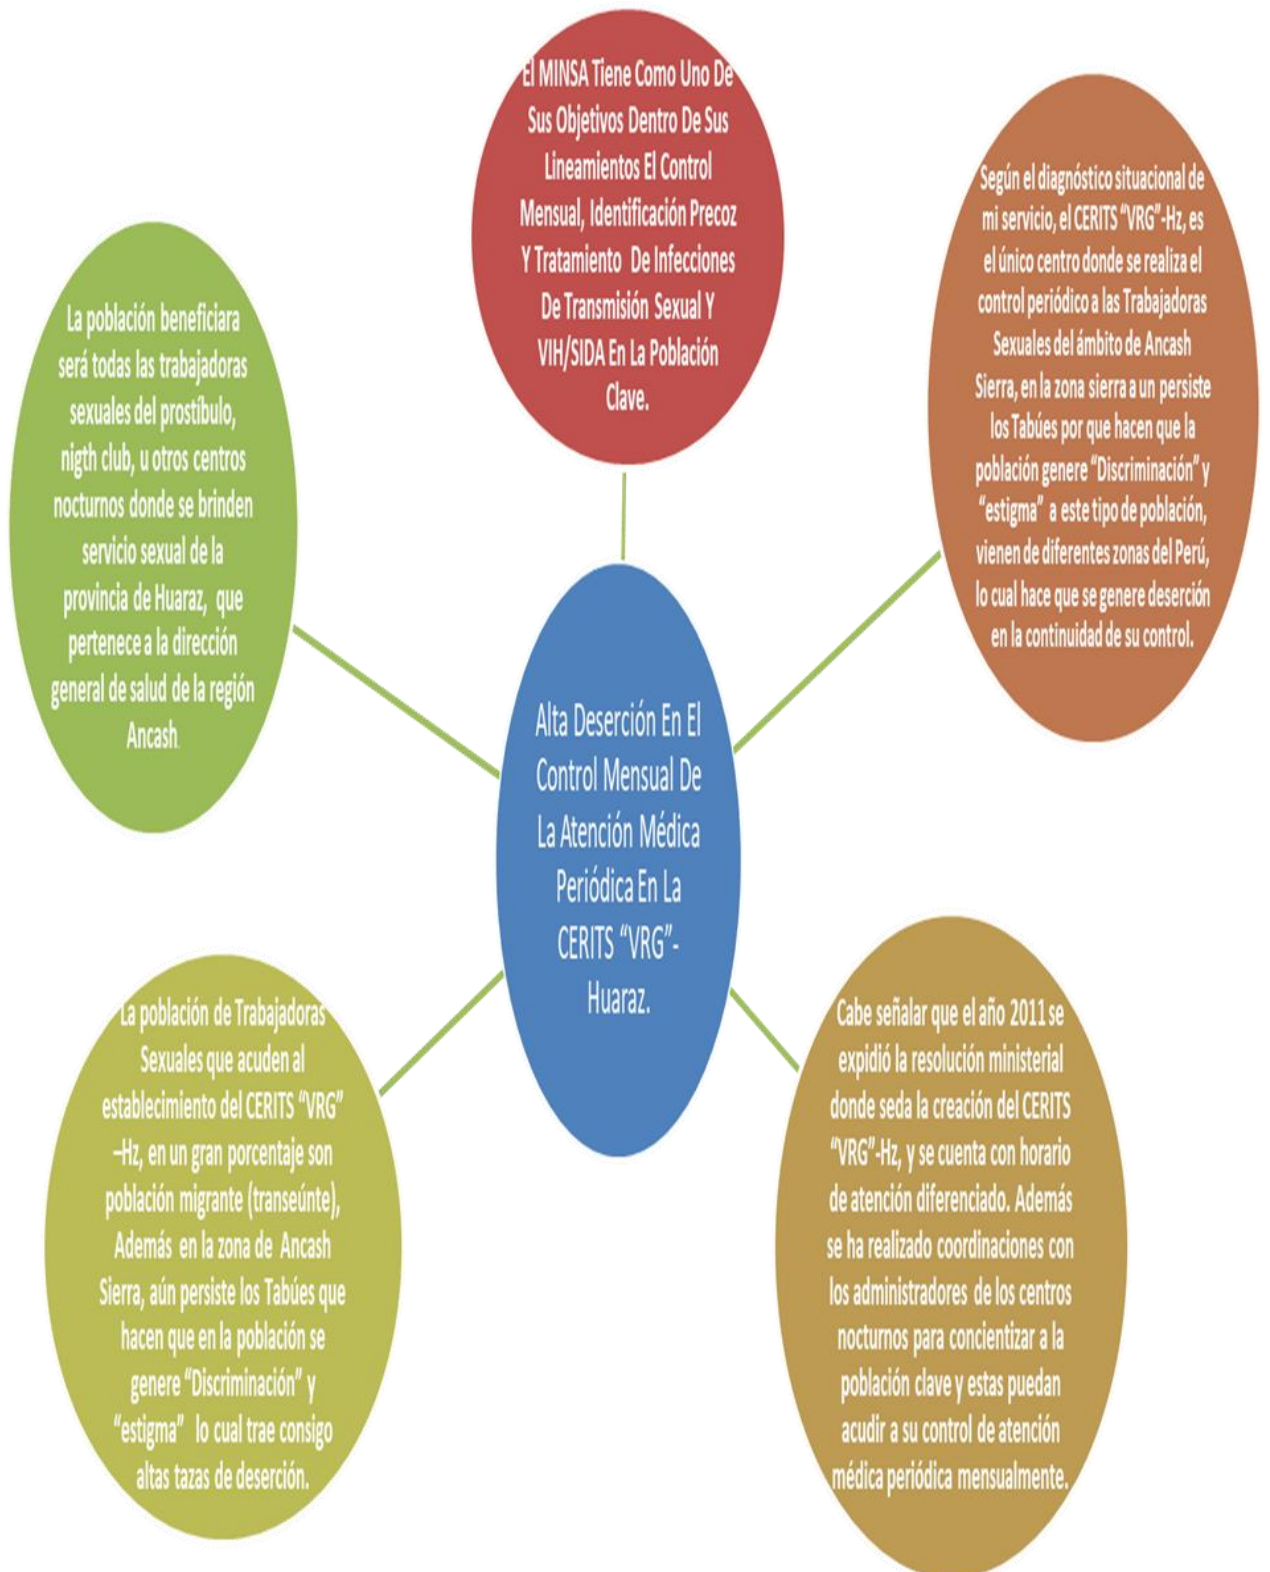 El MINSA Tiene Como Uno De
Sus Objetivos Dentro De Sus
Lineamientos El Control
Mensual, Identificación Precoz
Y Tratamiento De Infecciones
De Transmisión Sexual Y
VIH/SIDA En La Población
Clave.
Según el diagnóstico situacional de
mi servicio, el CERITS “VRG”-Hz, es
el único centro donde se realiza el
control periódico a las Trabajadoras
Sexuales del ámbito de Ancash
Sierra, en la zona sierra a un persiste
los Tabúes por que hacen que la
población genere “Discriminación” y
“estigma” a este tipo de población,
vienen de diferentes zonas del Perú,
lo cual hace que se genere deserción
en la continuidad de su control.
La población beneficiara
será todas las trabajadoras
sexuales del prostíbulo,
nigth club, u otros centros
nocturnos donde se brinden
servicio sexual de la
provincia de Huaraz, que
pertenece a la dirección
general de salud de la región
Ancash.
Alta Deserción En El
Control Mensual De
La Atención Médica
Periódica En La
CERITS “VRG”-
Huaraz.
La población de Trabajadoras
Sexuales que acuden al
establecimiento del CERITS “VRG”
–Hz, en un gran porcentaje son
población migrante (transeúnte),
Además en la zona de Ancash
Sierra, aún persiste los Tabúes que
hacen que en la población se
genere “Discriminación” y
“estigma” lo cual trae consigo
altas tazas de deserción.
Cabe señalar que el año 2011 se
expidió la resolución ministerial
donde seda la creación del CERITS
“VRG”-Hz, y se cuenta con horario
de atención diferenciado. Además
se ha realizado coordinaciones con
los administradores de los centros
nocturnos para concientizar a la
población clave y estas puedan
acudir a su control de atención
médica periódica mensualmente.